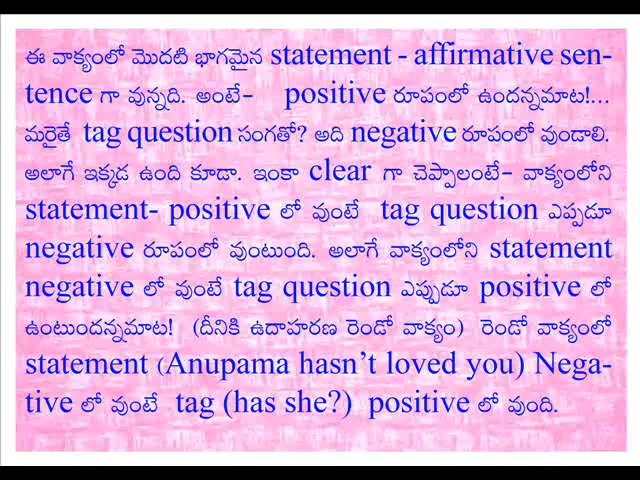 ఈ వాక్యంలో మొదటి భాగమైన statement - affirmative sen-
tence గా వున్నది. అంటే- positive రూపంలో ఉందన్నమాట!...
మరైతే tag question సంగతో? అది negative రూపంలో వుండాలి.
అలాగే ఇక్కడ ఉంది కూడా. ఇంకా clear గా చెప్పాలంటే- వాక్యంలోని
statement- positive లో వుంటే tag question ఎప్పడూ
negative రూపంలో వుంటుంది. అలాగే వాక్యంలోని statement
negative లో వుంటే tag question ఎప్పుడూ positive లో
ఉంటుందన్నమాట! (దీనికి ఉదాహరణ రెండో వాక్యం) రెండో వాక్యంలో
statement (Anupama hasn't loved you) Nega-
tive లో వుంటే tag (has she?) positive లో వుంది.